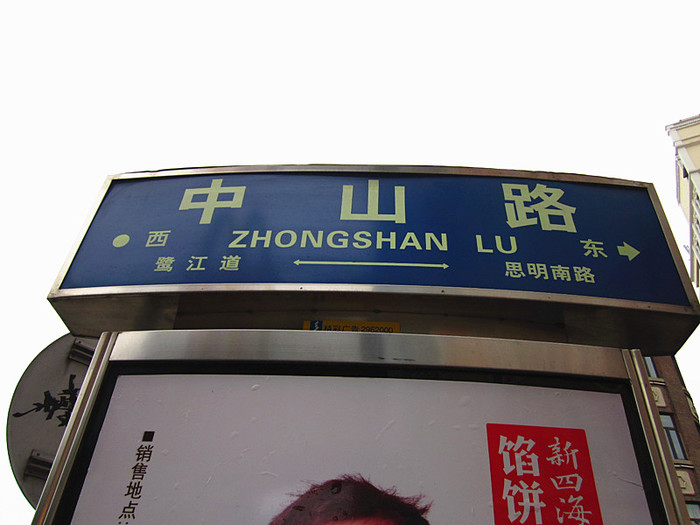 中山路
西 ZHONGSHAN LU 东
鹭江道 思明南路
新四海
馅饼
■销售地点